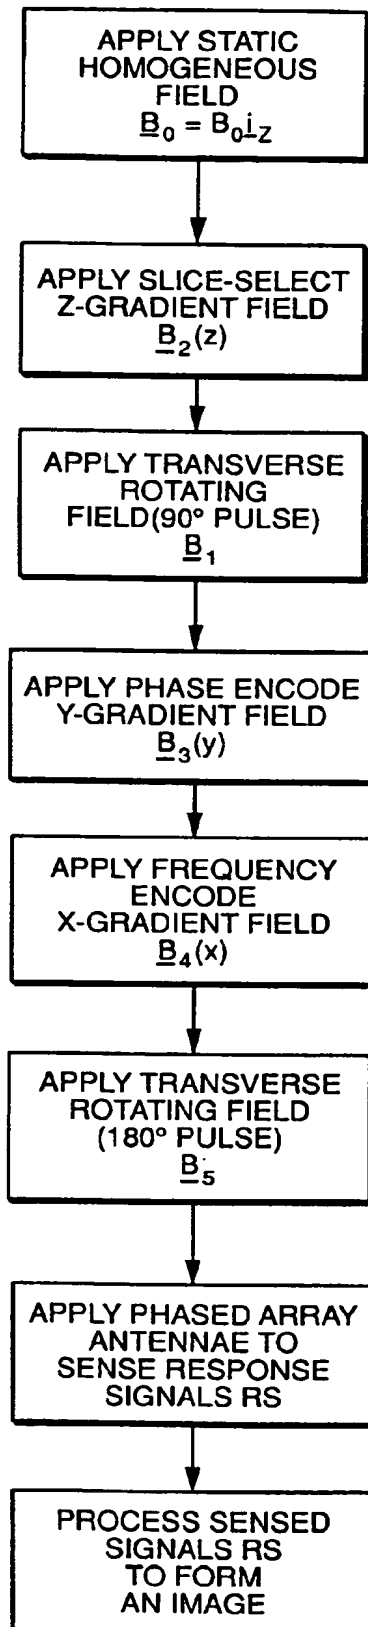 APPLY STATIC
HOMOGENEOUS
FIELD
B₀ = B₀i_Z
APPLY SLICE-SELECT
Z-GRADIENT FIELD
B₂(z)
APPLY TRANSVERSE
ROTATING
FIELD(90° PULSE)
B₁
APPLY PHASE ENCODE
Y-GRADIENT FIELD
B₃(y)
APPLY FREQUENCY
ENCODE
X-GRADIENT FIELD
B₄(x)
APPLY TRANSVERSE
ROTATING FIELD
(180° PULSE)
B₅
APPLY PHASED ARRAY
ANTENNAE TO
SENSE RESPONSE
SIGNALS RS
PROCESS SENSED
SIGNALS RS
TO FORM
AN IMAGE